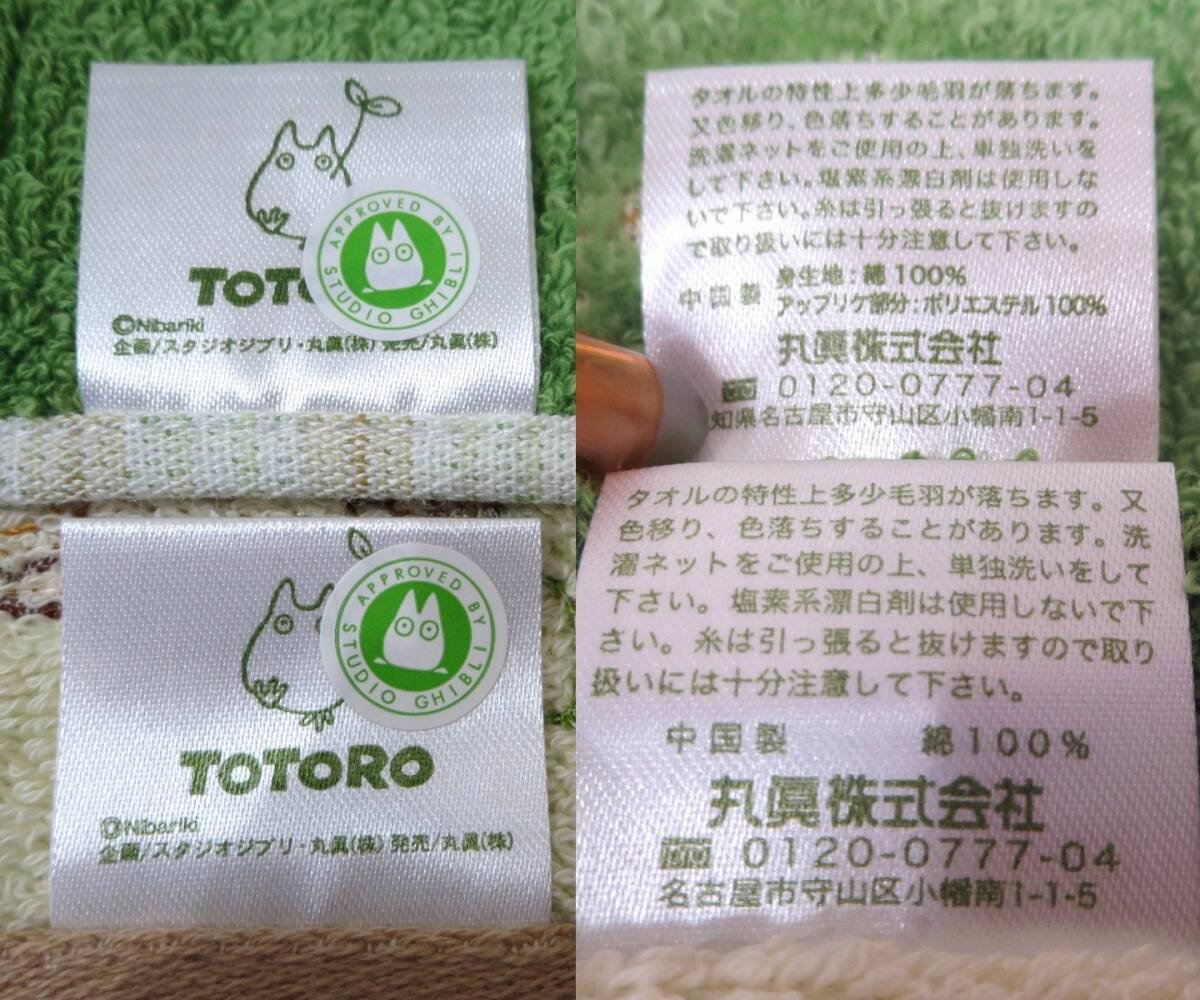 TOTO
APPROVED BY STUDIO GHIBLI
©Nibariki
企画/スタジオジブリ・丸眞(株) 発売/丸眞(株)
APPROVED BY STUDIO GHIBLI
TOTORO
©Nibariki
企画/スタジオジブリ・丸眞(株) 発売/丸眞(株)
タオルの特性上多少毛羽が落ちます。
又色移り、色落ちすることがあります。
洗濯ネットをご使用の上、単独洗いを
して下さい。塩素系漂白剤は使用しな
いで下さい。糸は引っ張ると抜けますの
で取り扱いには十分注意して下さい。
中国製 身生地:綿100%
アップリケ部分:ポリエステル100%
丸眞株式会社
0120-0777-04
知県名古屋市守山区小幡南1-1-5
タオルの特性上多少毛羽が落ちます。又
色移り、色落ちすることがあります。洗
濯ネットをご使用の上、単独洗いをして
下さい。塩素系漂白剤は使用しないで下
さい。糸は引っ張ると抜けますので取り
扱いには十分注意して下さい。
中国製 綿100%
丸眞株式会社
0120-0777-04
名古屋市守山区小幡南1-1-5